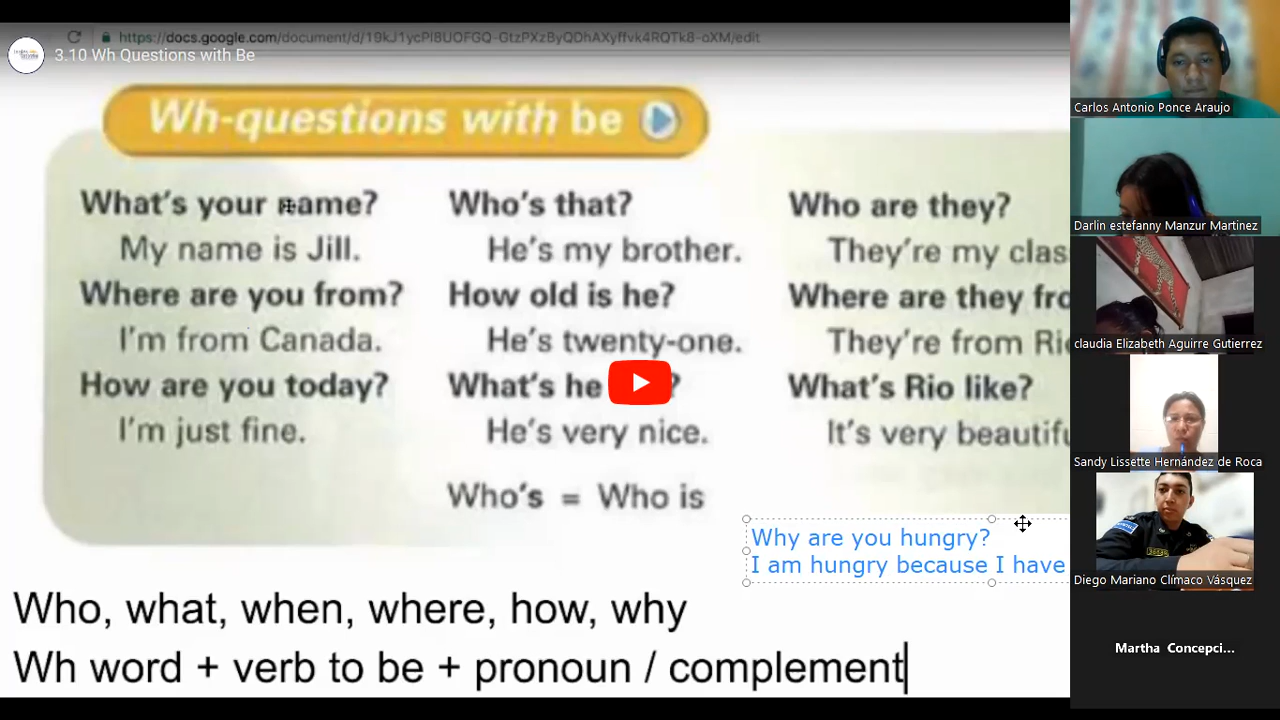 https://docs.google.com/document/d/19kJ1ycPl8UOFGQ-GtzPXzByQDhAXyffvk4RQTk8-oXM/edit
3.10 Wh Questions with Be
Wh-questions with be
What's your name?
My name is Jill.
Where are you from?
I'm from Canada.
How are you today?
I'm just fine.
Who's that?
He's my brother.
How old is he?
He's twenty-one.
What's he ?
He's very nice.
Who's = Who is
Who are they?
They're my clas
Where are they fro
They're from Ri
What's Rio like?
It's very beautif
Why are you hungry?
I am hungry because I have
Who, what, when, where, how, why
Wh word + verb to be + pronoun / complement
Carlos Antonio Ponce Araujo
Darlin estefanny Manzur Martinez
claudia Elizabeth Aguirre Gutierrez
Sandy Lissette Hernández de Roca
Diego Mariano Clímaco Vásquez
Martha Concepci...